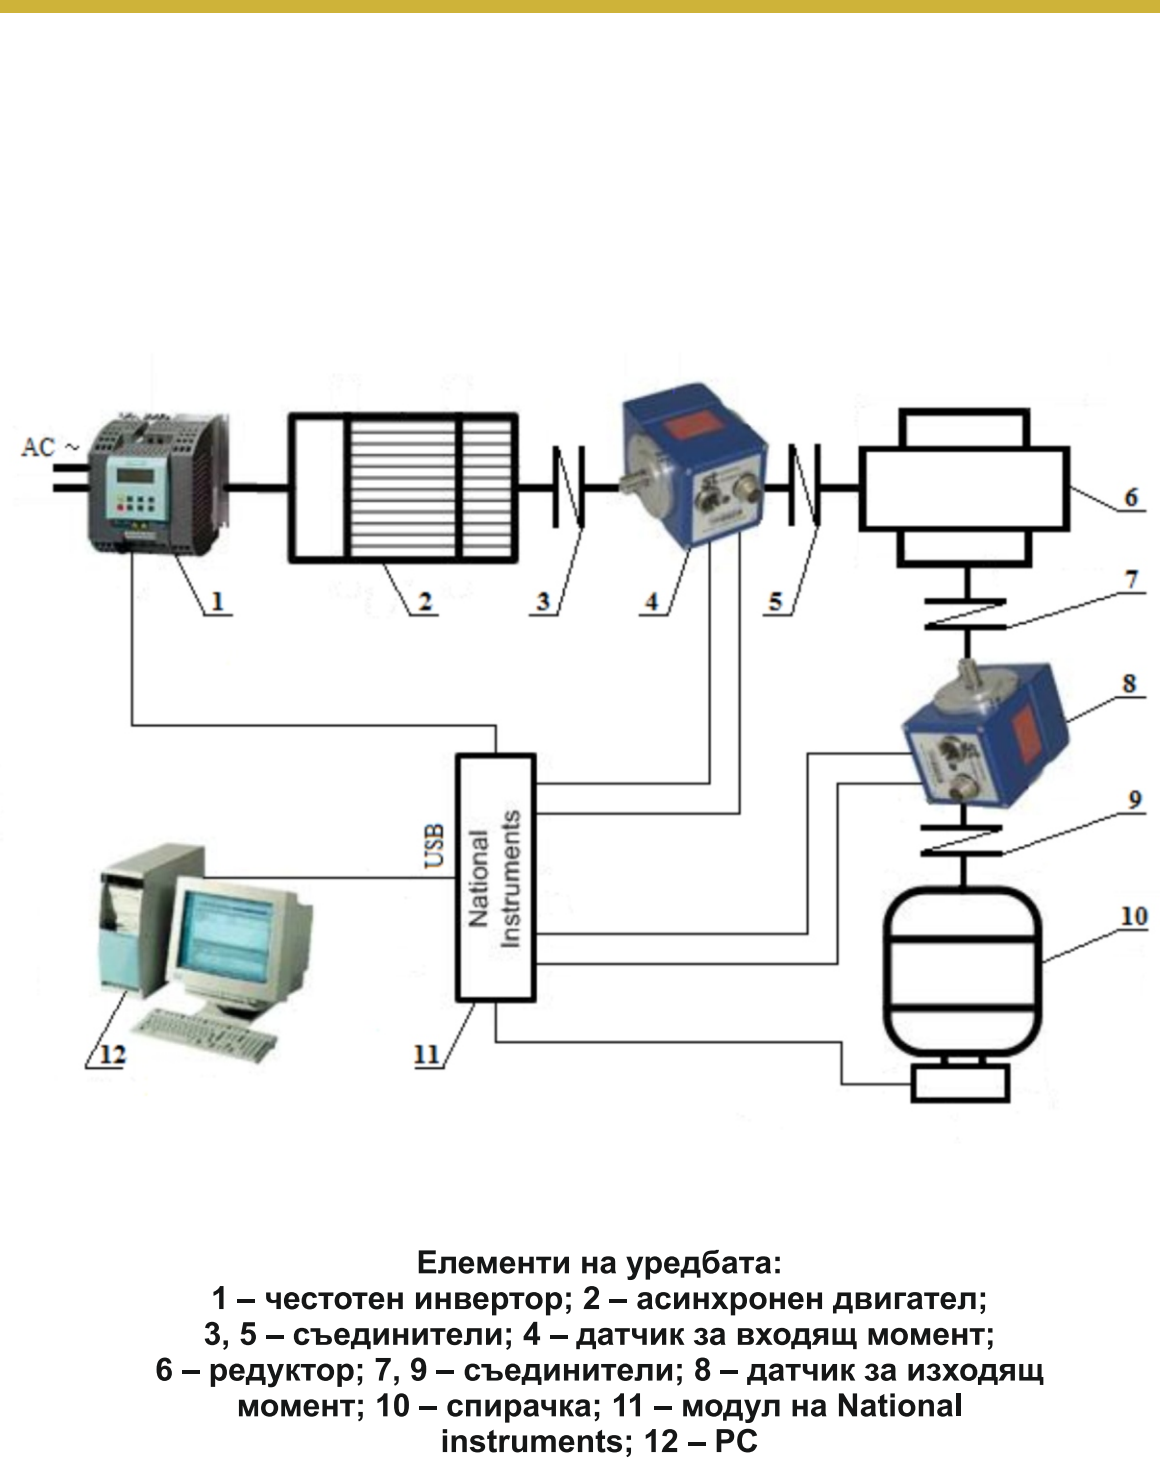 AC ~
1
2
3
4
5
6
7
8
9
10
USB
National
Instruments
11
12
Елементи на уредбата:
1 – честотен инвертор; 2 – асинхронен двигател;
3, 5 – съединители; 4 – датчик за входящ момент;
6 – редуктор; 7, 9 – съединители; 8 – датчик за изходящ
момент; 10 – спирачка; 11 – модул на National
instruments; 12 – PC